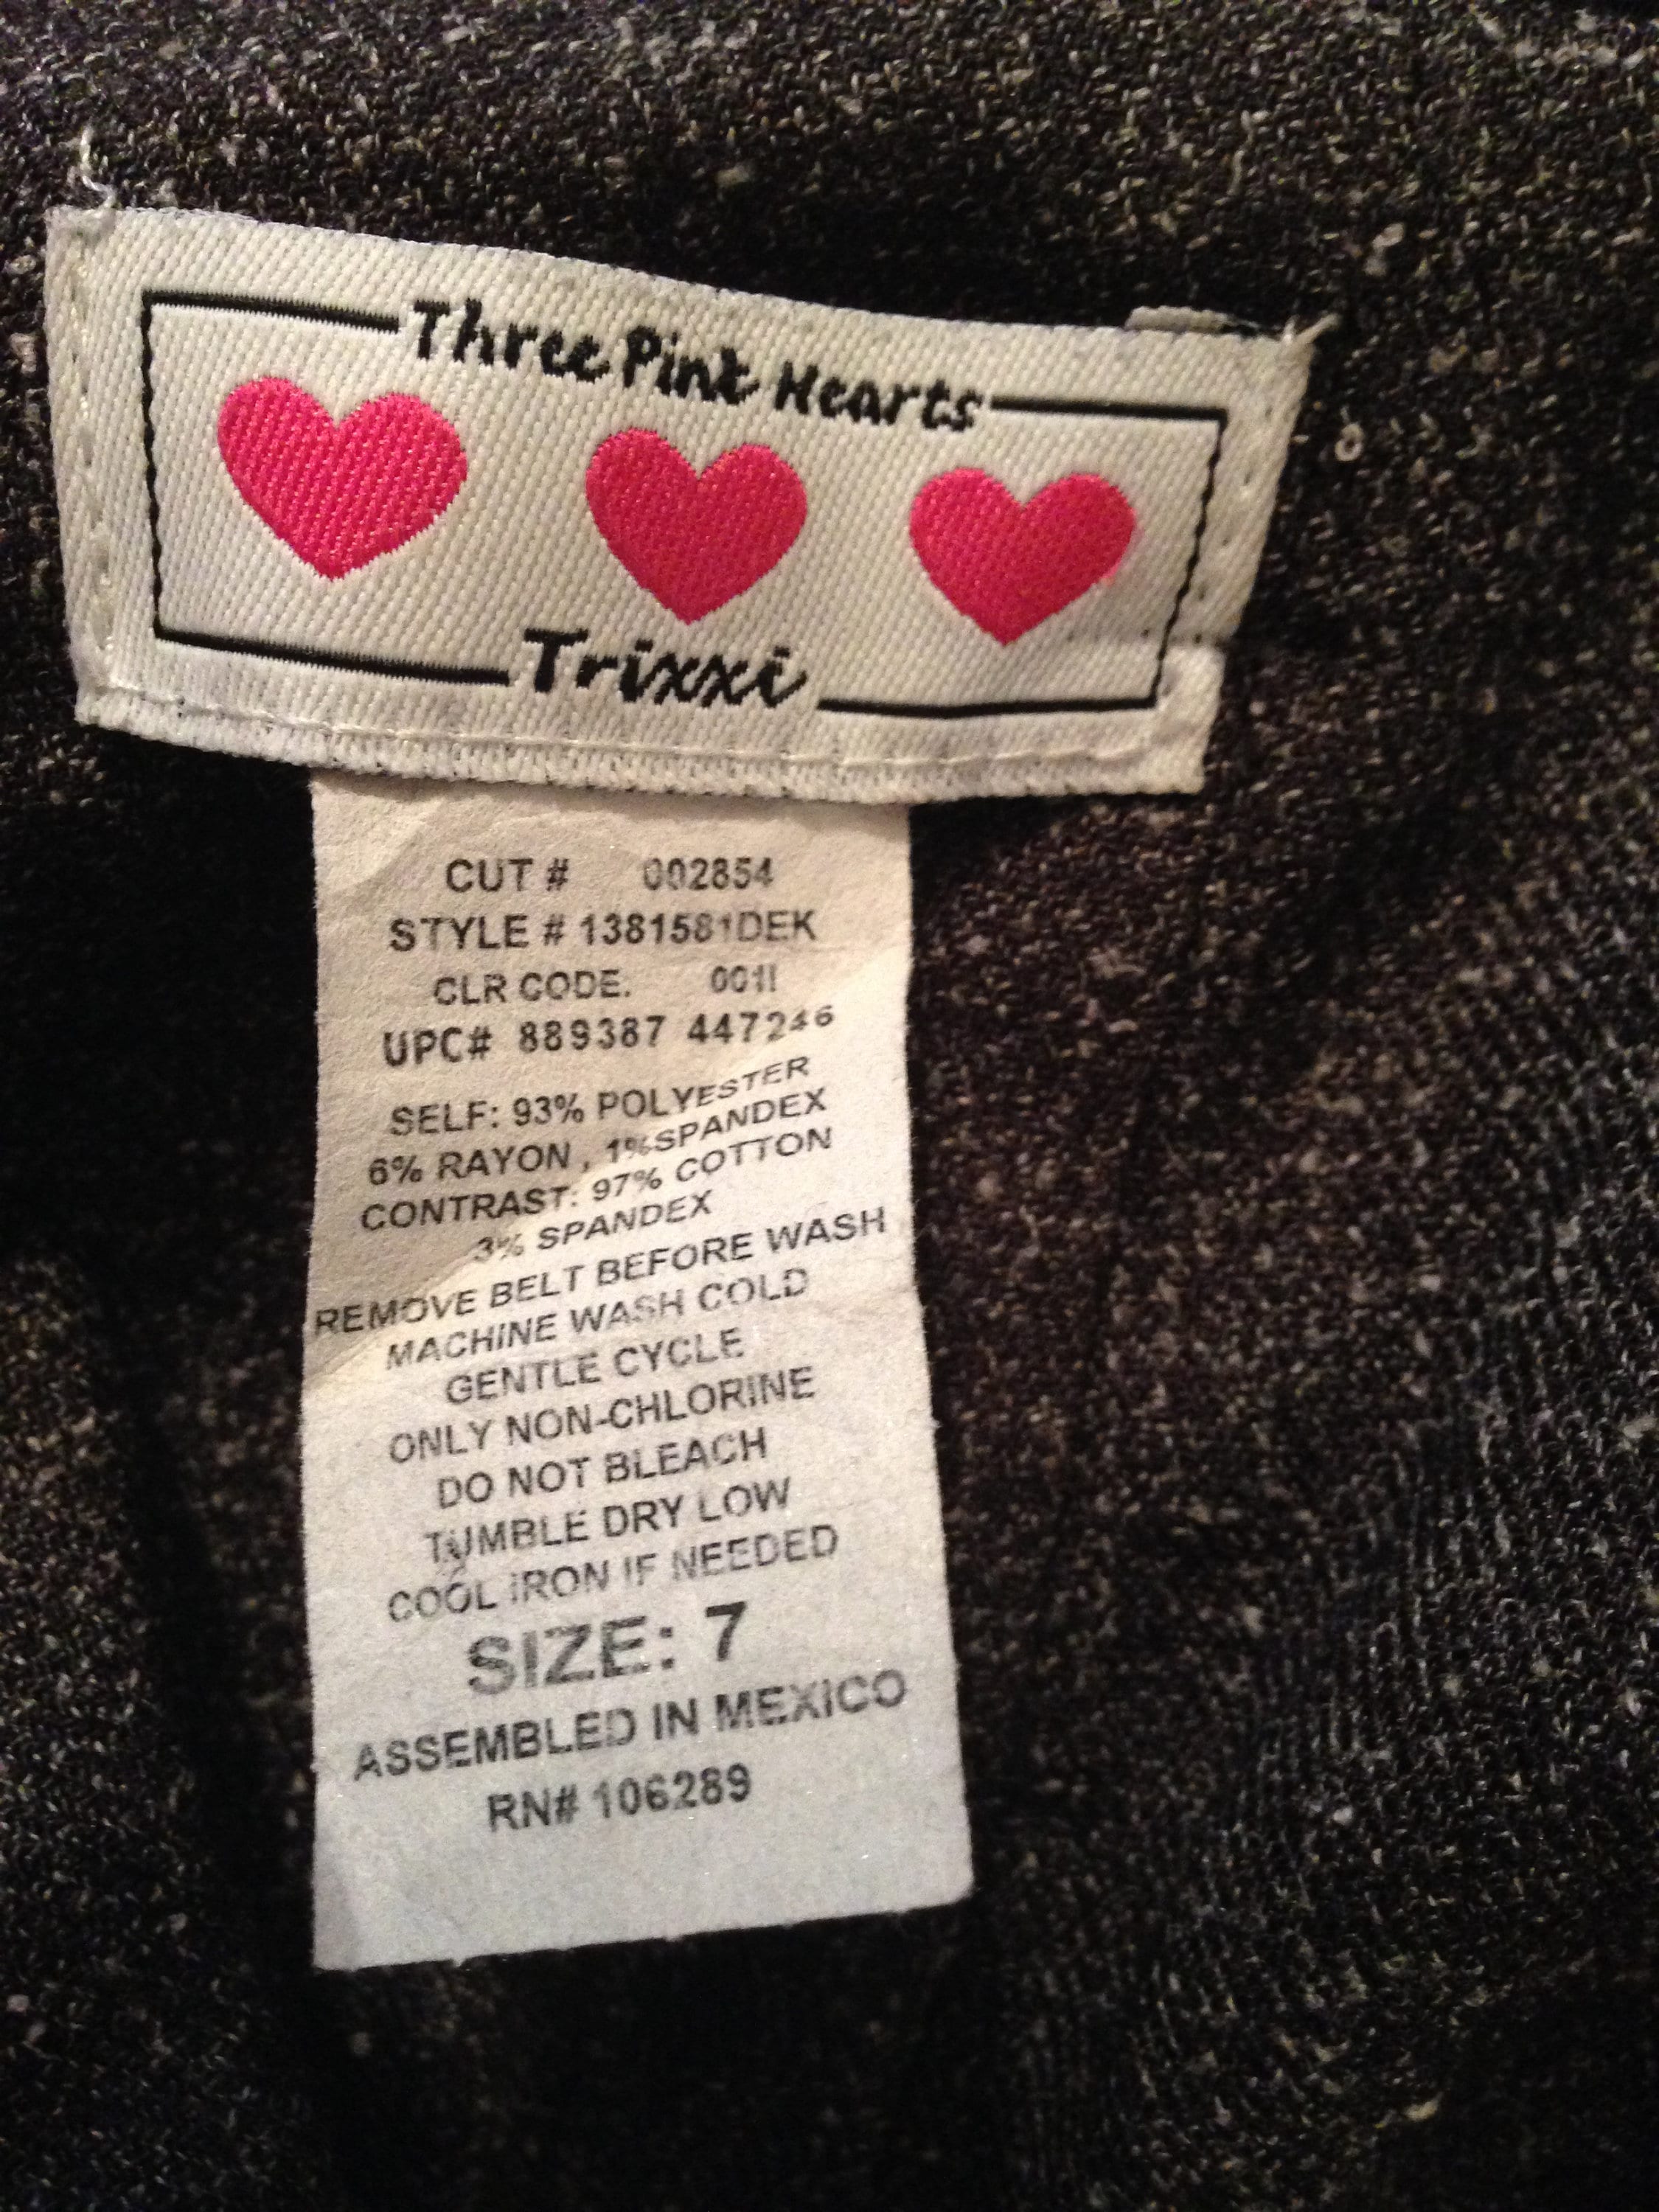 Three Pink Hearts
Trixxi
CUT # 002854
STYLE # 1381581DEK
CLR CODE. 001I
UPC# 889387 447246
SELF: 93% POLYESTER
6% RAYON , 1%SPANDEX
CONTRAST: 97% COTTON
3% SPANDEX
REMOVE BELT BEFORE WASH
MACHINE WASH COLD
GENTLE CYCLE
ONLY NON-CHLORINE
DO NOT BLEACH
TUMBLE DRY LOW
COOL IRON IF NEEDED
SIZE: 7
ASSEMBLED IN MEXICO
RN# 106289